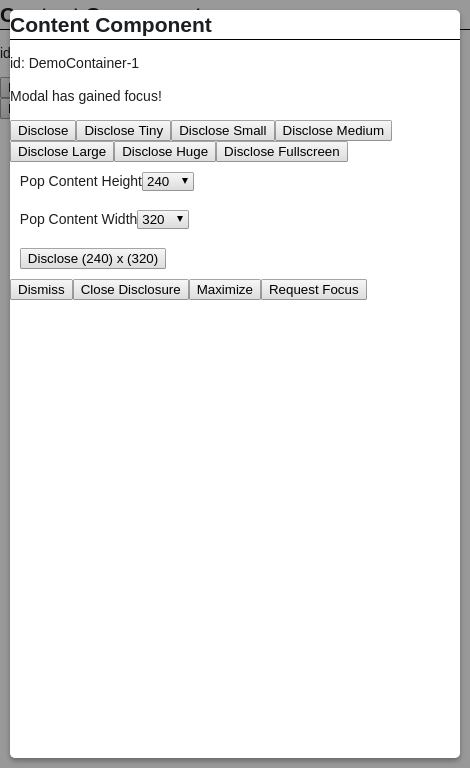 Content Component
id: DemoContainer-1
Modal has gained focus!
Disclose Disclose Tiny Disclose Small Disclose Medium
Disclose Large Disclose Huge Disclose Fullscreen
Pop Content Height 240
Pop Content Width 320
Disclose (240) x (320)
Dismiss Close Disclosure Maximize Request Focus